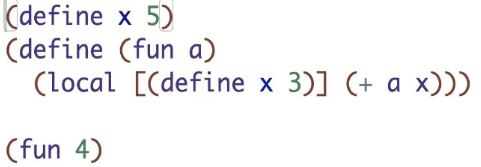 (define x 5)
(define (fun a)
(local [(define x 3)] (+ a x)))
(fun 4)